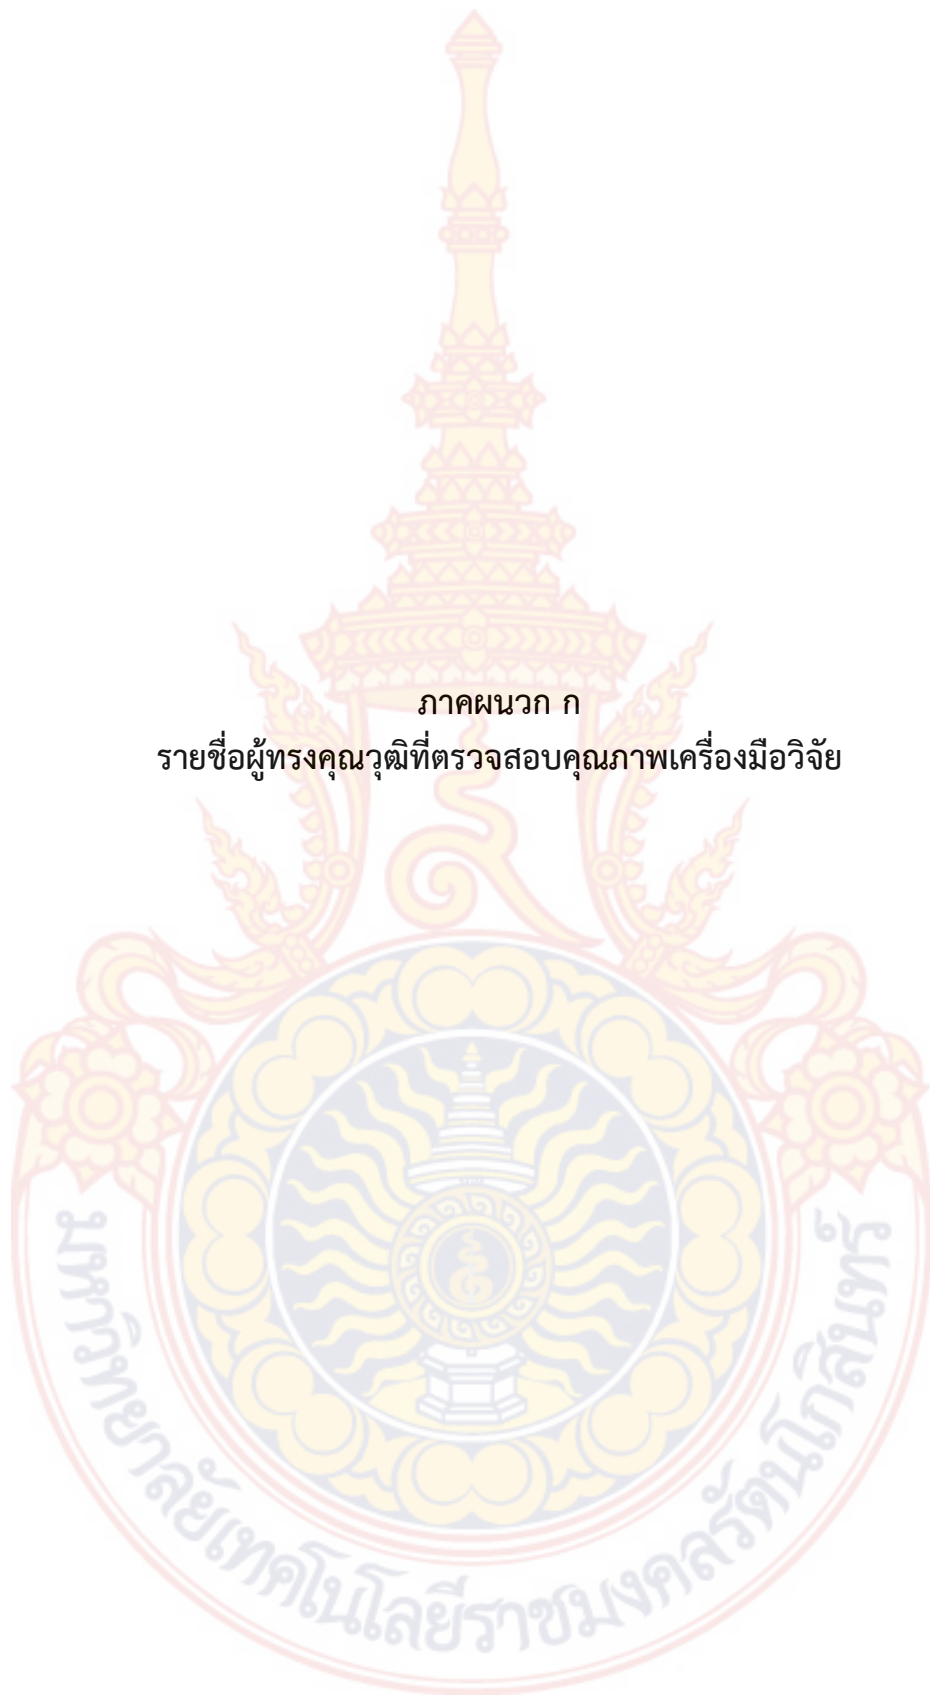 ภาคผนวก ก
รายชื่อผู้ทรงคุณวุฒิที่ตรวจสอบคุณภาพเครื่องมือวิจัย
มหาวิทยาลัยเทคโนโลยีราชมงคลรัตนโกสินทร์